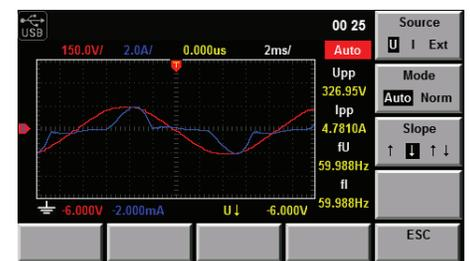 USB
00 25
Source
U I Ext
150.0V/ 2.0A/ 0.000us 2ms/ Auto
T
Upp
326.95V
Mode
Auto Norm
Ipp
4.7810A
fU
59.988Hz
Slope
↑ ↓ ↑↓
fI
59.988Hz
-6.000V -2.000mA U↓ -6.000V
ESC